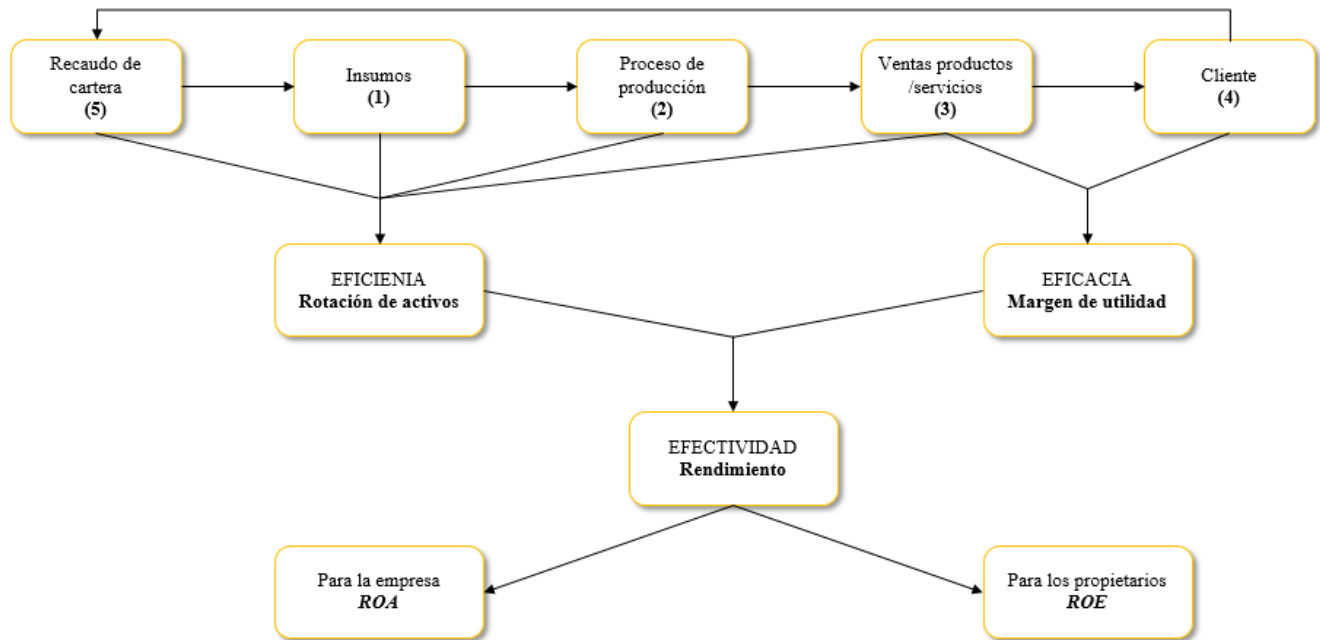 Recaudo de
cartera
(5)
Insumos
(1)
Proceso de
producción
(2)
Ventas productos
/servicios
(3)
Cliente
(4)
EFICIENIA
Rotación de activos
EFICACIA
Margen de utilidad
EFECTIVIDAD
Rendimiento
Para la empresa
ROA
Para los propietarios
ROE